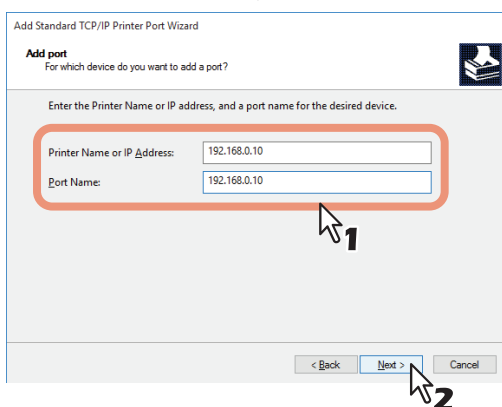 Add Standard TCP/IP Printer Port Wizard
Add port
For which device do you want to add a port?
Enter the Printer Name or IP address, and a port name for the desired device.
Printer Name or IP Address: 192.168.0.10
Port Name: 192.168.0.10
1
< Back Next > Cancel
2